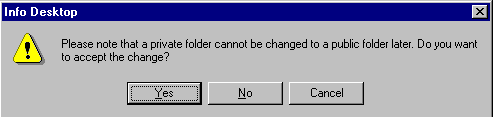 Info Desktop
Please note that a private folder cannot be changed to a public folder later. Do you want
to accept the change?
Yes
No
Cancel